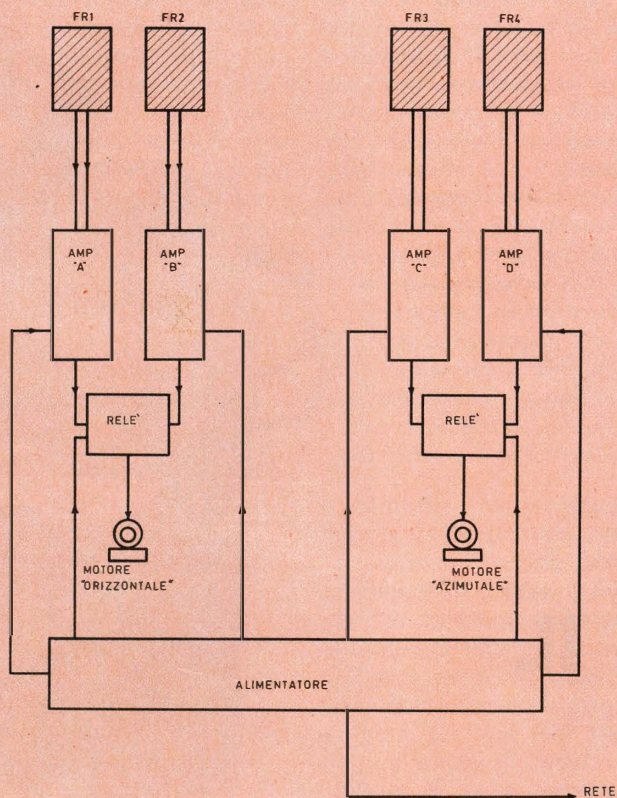 FR1
FR2
FR3
FR4
AMP
"A"
AMP
"B"
AMP
"C"
AMP
"D"
RELE'
RELE'
MOTORE
"ORIZZONTALE"
MOTORE
"AZIMUTALE"
ALIMENTATORE
RETE